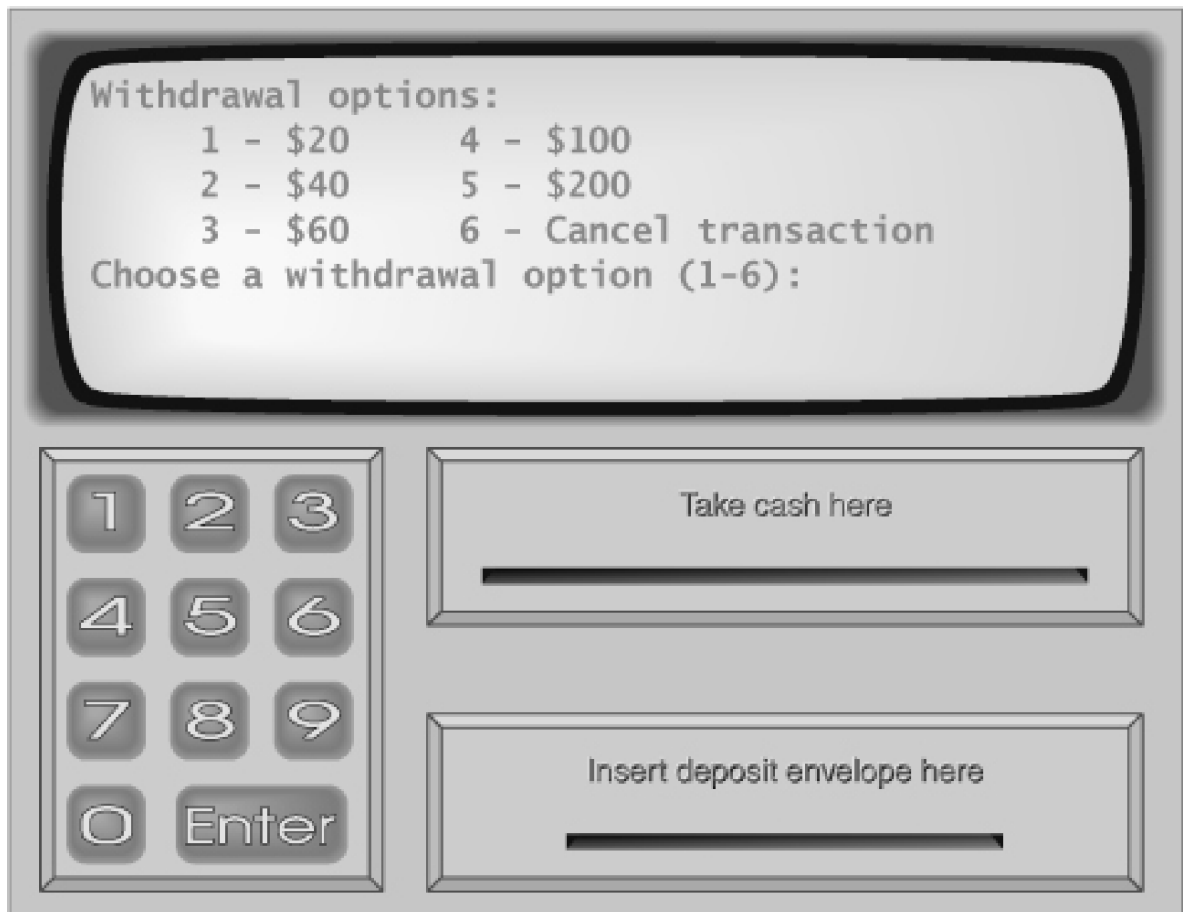 Withdrawal options:
1 - $20 4 - $100
2 - $40 5 - $200
3 - $60 6 - Cancel transaction
Choose a withdrawal option (1-6):
1 2 3
4 5 6
7 8 9
0 Enter
Take cash here
Insert deposit envelope here